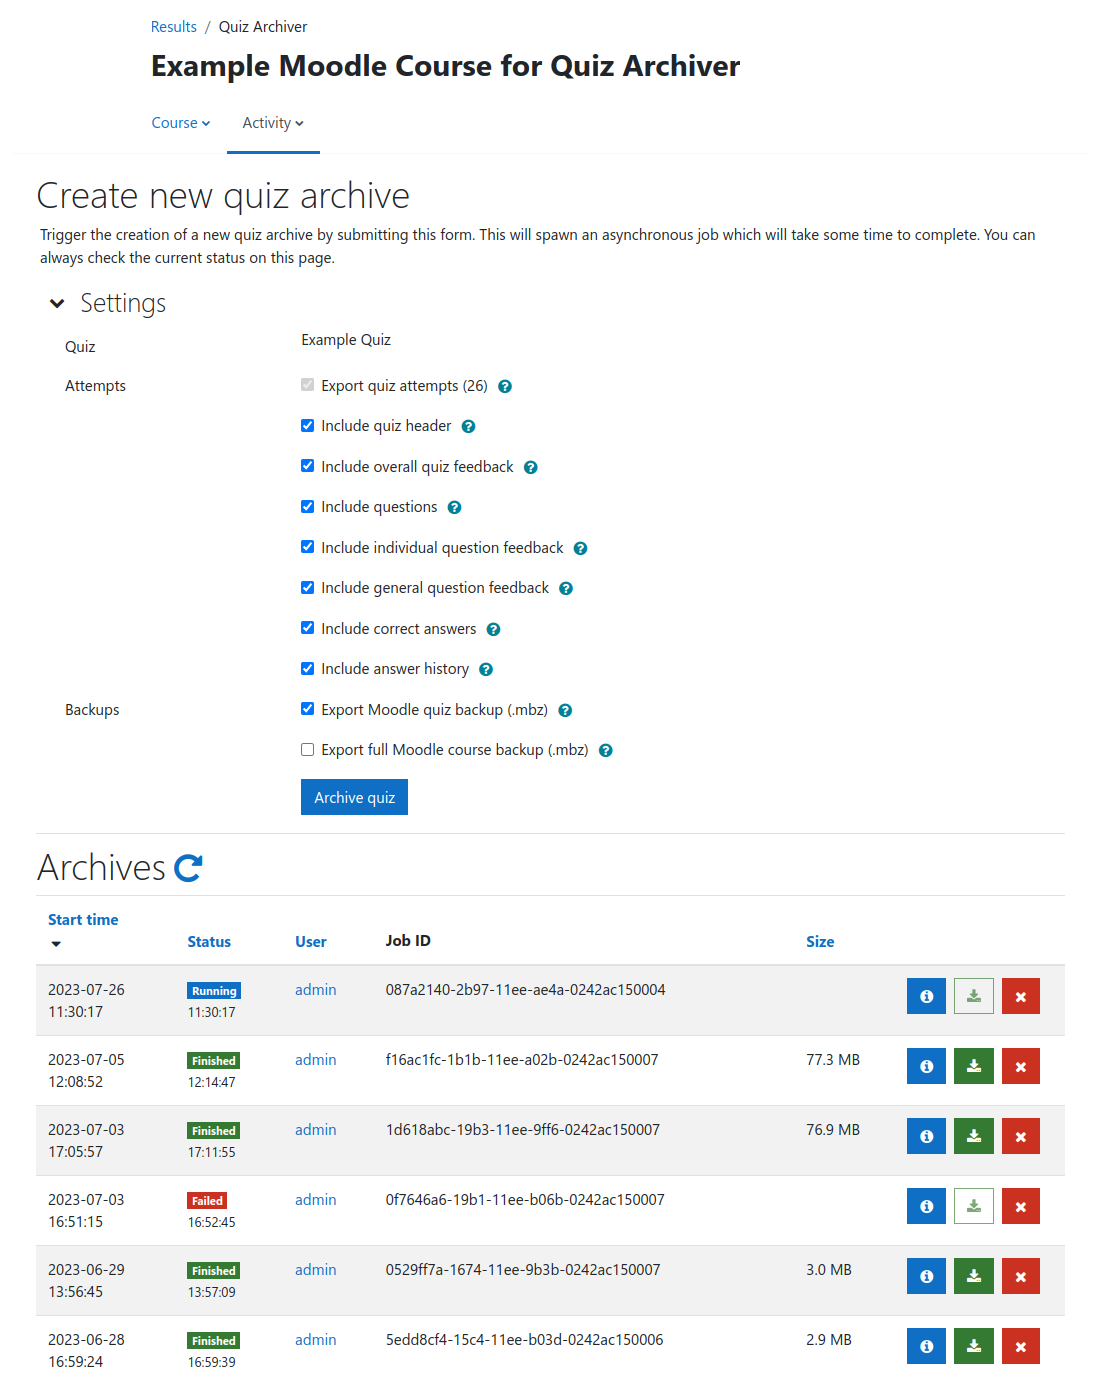 Results / Quiz Archiver
Example Moodle Course for Quiz Archiver
Course Activity
Create new quiz archive
Trigger the creation of a new quiz archive by submitting this form. This will spawn an asynchronous job which will take some time to complete. You can
always check the current status on this page.
Settings
Quiz Example Quiz
Attempts Export quiz attempts (26)
Include quiz header
Include overall quiz feedback
Include questions
Include individual question feedback
Include general question feedback
Include correct answers
Include answer history
Backups Export Moodle quiz backup (.mbz)
Export full Moodle course backup (.mbz)
Archive quiz
Archives
Start time
Status User Job ID Size
2023-07-26 Running admin 087a2140-2b97-11ee-ae4a-0242ac150004
11:30:17 11:30:17
2023-07-05 Finished admin f16ac1fc-1b1b-11ee-a02b-0242ac150007 77.3 MB
12:08:52 12:14:47
2023-07-03 Finished admin 1d618abc-19b3-11ee-9ff6-0242ac150007 76.9 MB
17:05:57 17:11:55
2023-07-03 Failed admin 0f7646a6-19b1-11ee-b06b-0242ac150007
16:51:15 16:52:45
2023-06-29 Finished admin 0529ff7a-1674-11ee-9b3b-0242ac150007 3.0 MB
13:56:45 13:57:09
2023-06-28 Finished admin 5edd8cf4-15c4-11ee-b03d-0242ac150006 2.9 MB
16:59:24 16:59:39